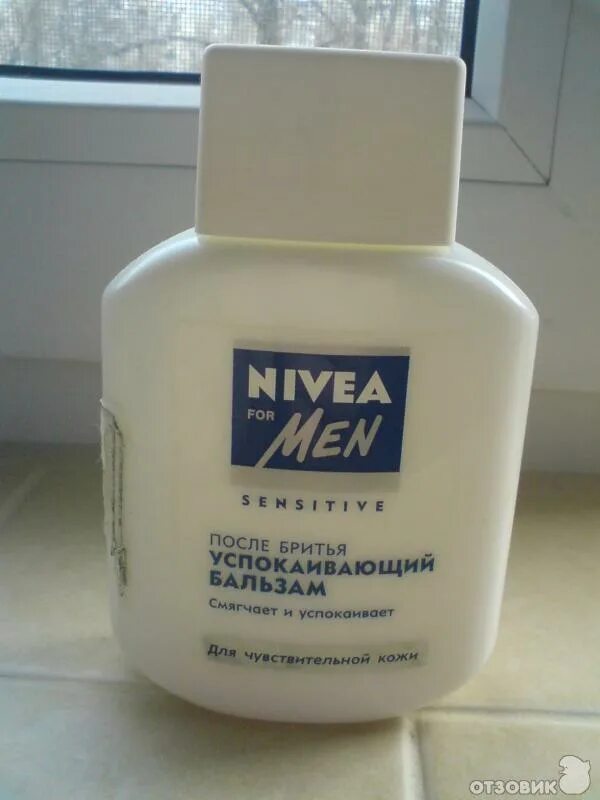 NIVEA
FOR MEN
SENSITIVE
ПОСЛЕ БРИТЬЯ
УСПОКАИВАЮЩИЙ
БАЛЬЗАМ
Смягчает и успокаивает
Для чувствительной кожи
ОТЗОВИК